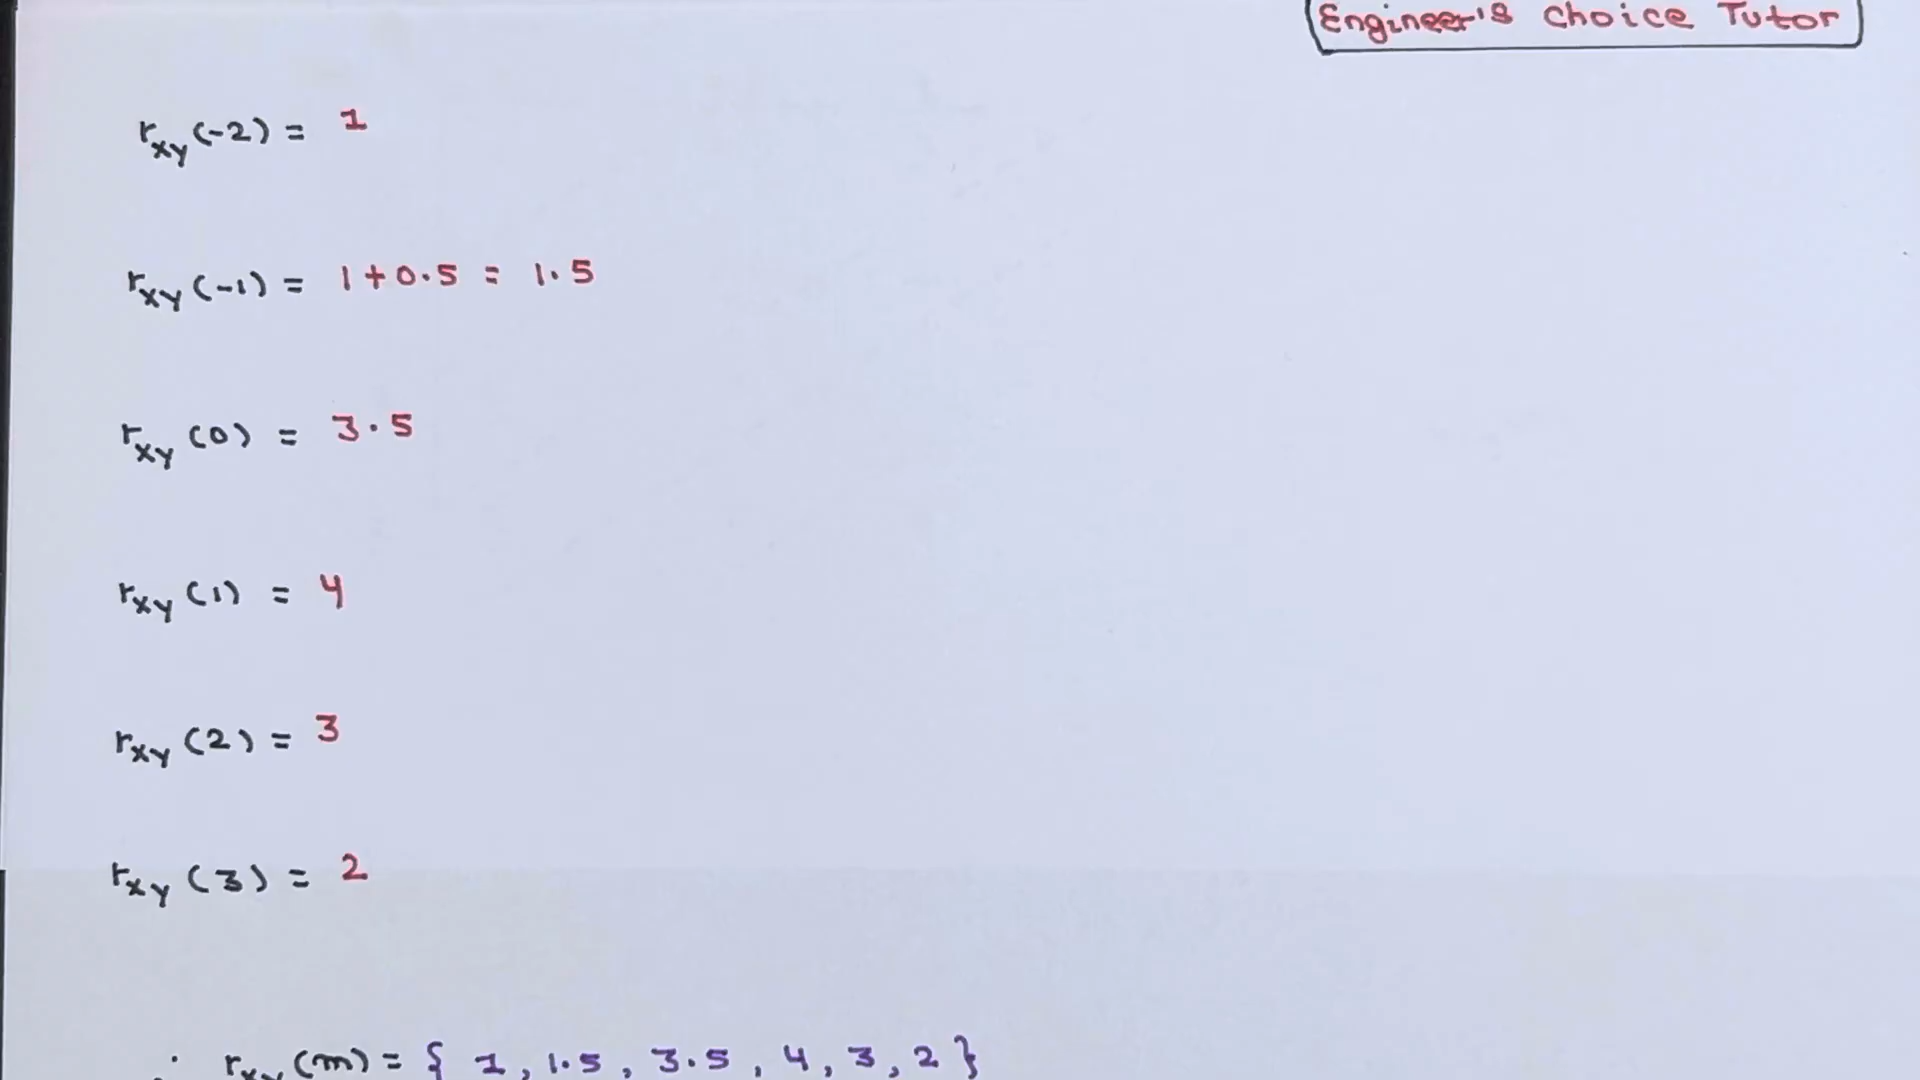 Engineer's Choice Tutor
rxy(-2) = 1
rxy(-1) = 1+0.5 = 1.5
rxy(0) = 3.5
rxy(1) = 4
rxy(2) = 3
rxy(3) = 2
∴ rxy(m) = { 1, 1.5, 3.5, 4, 3, 2 }